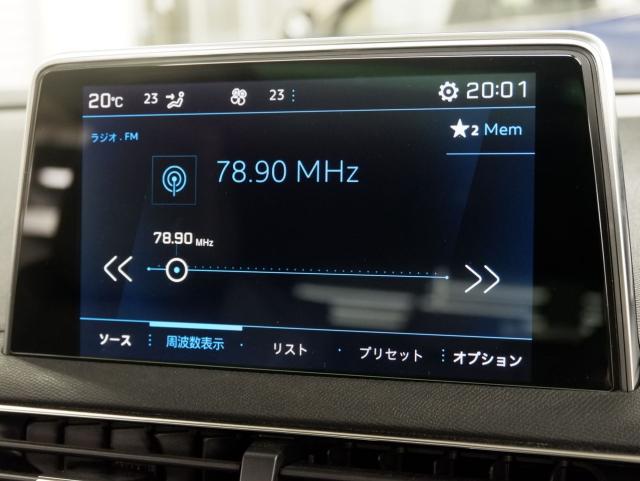 20°C 23 23 20:01
ラジオ . FM
2 Mem
78.90 MHz
78.90 MHz
ソース 周波数表示 リスト プリセット オプション